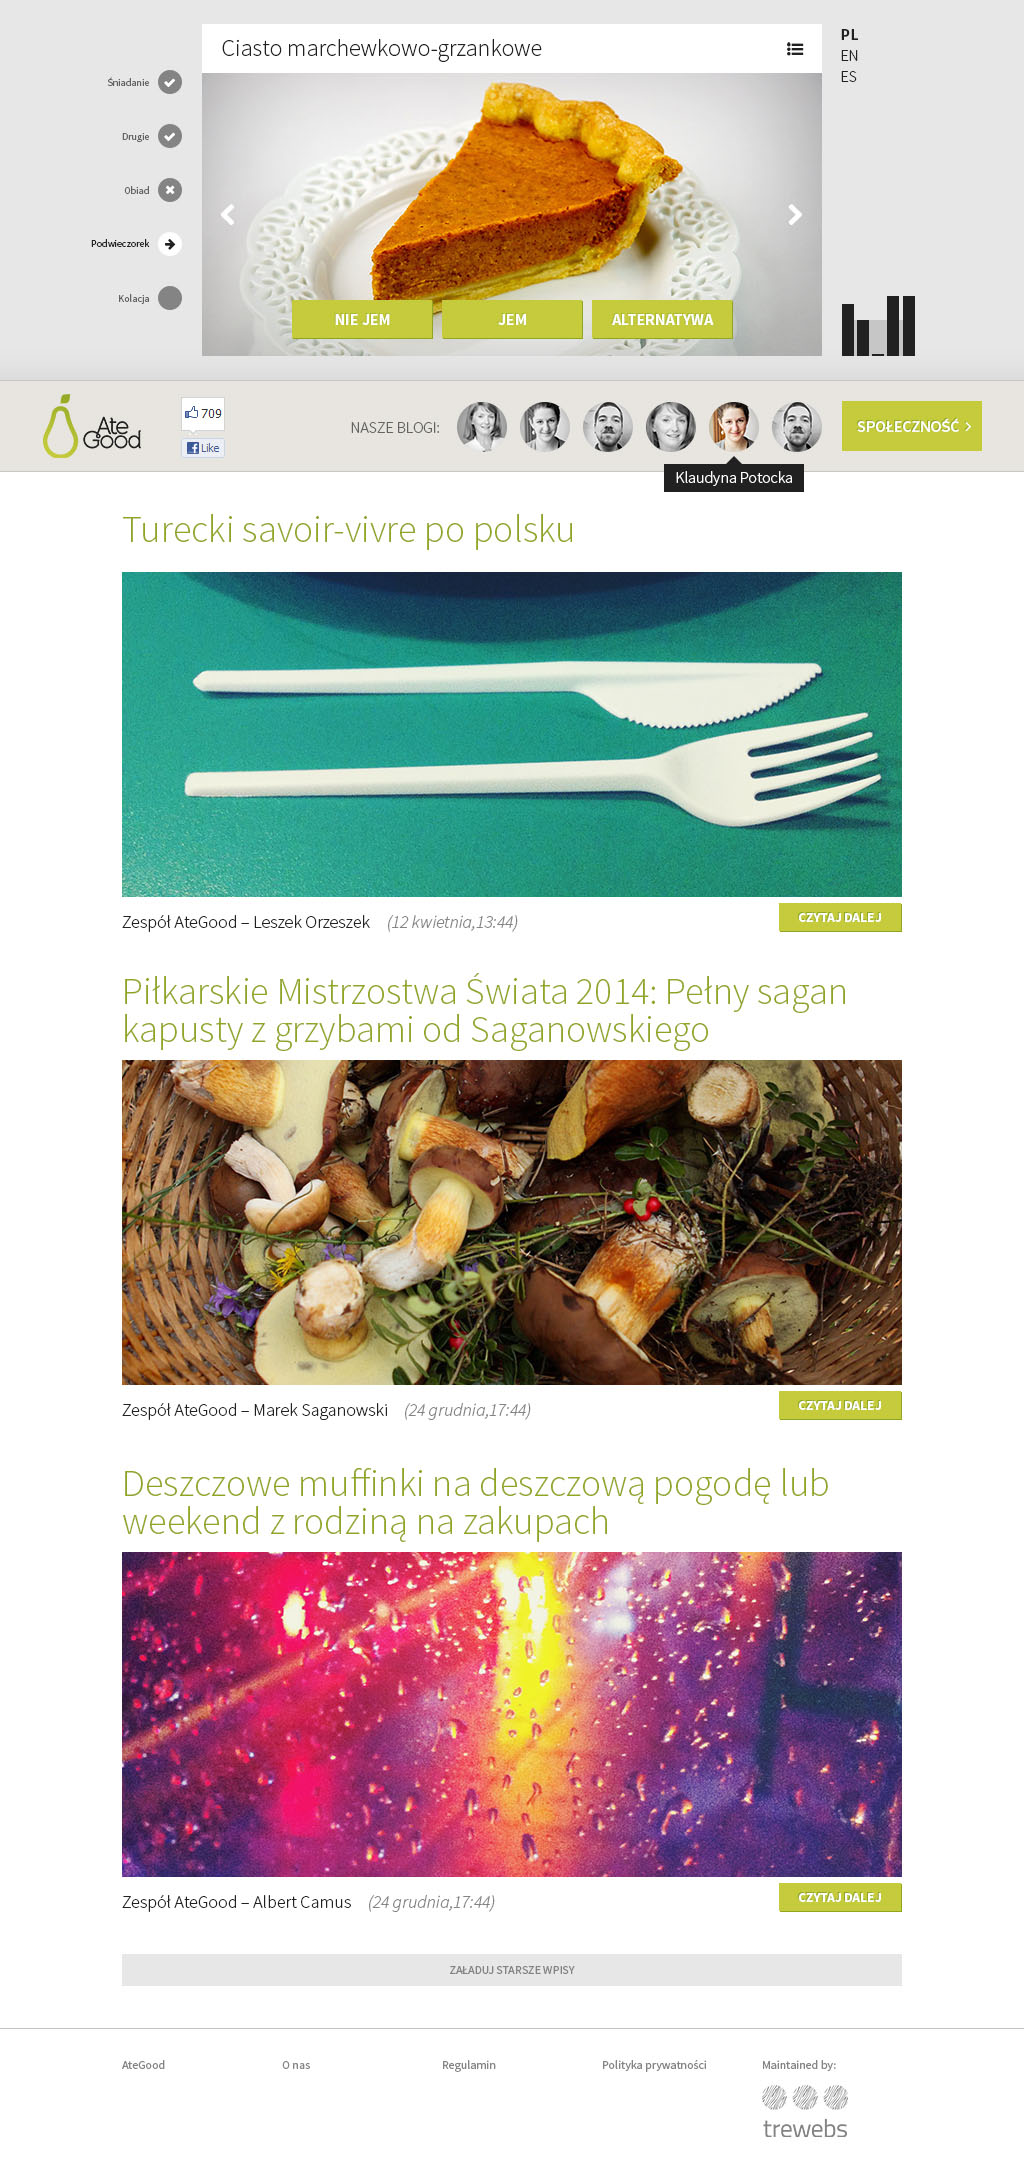 Ciasto marchewkowo-grzankowe
PL
EN
ES
Śniadanie
Drugie
Obiad
Podwieczorek
Kolacja
NIE JEM
JEM
ALTERNATYWA
Ate
Good
709
Like
NASZE BLOGI:
SPOŁECZNOŚĆ
Klaudyna Potocka
Turecki savoir-vivre po polsku
Zespół AteGood – Leszek Orzeszek (12 kwietnia,13:44)
CZYTAJ DALEJ
Piłkarskie Mistrzostwa Świata 2014: Pełny sagan
kapusty z grzybami od Saganowskiego
Zespół AteGood – Marek Saganowski (24 grudnia,17:44)
CZYTAJ DALEJ
Deszczowe muffinki na deszczową pogodę lub
weekend z rodziną na zakupach
Zespół AteGood – Albert Camus (24 grudnia,17:44)
CZYTAJ DALEJ
ZAŁADUJ STARSZE WPISY
AteGood
O nas
Regulamin
Polityka prywatności
Maintained by:
trewebs